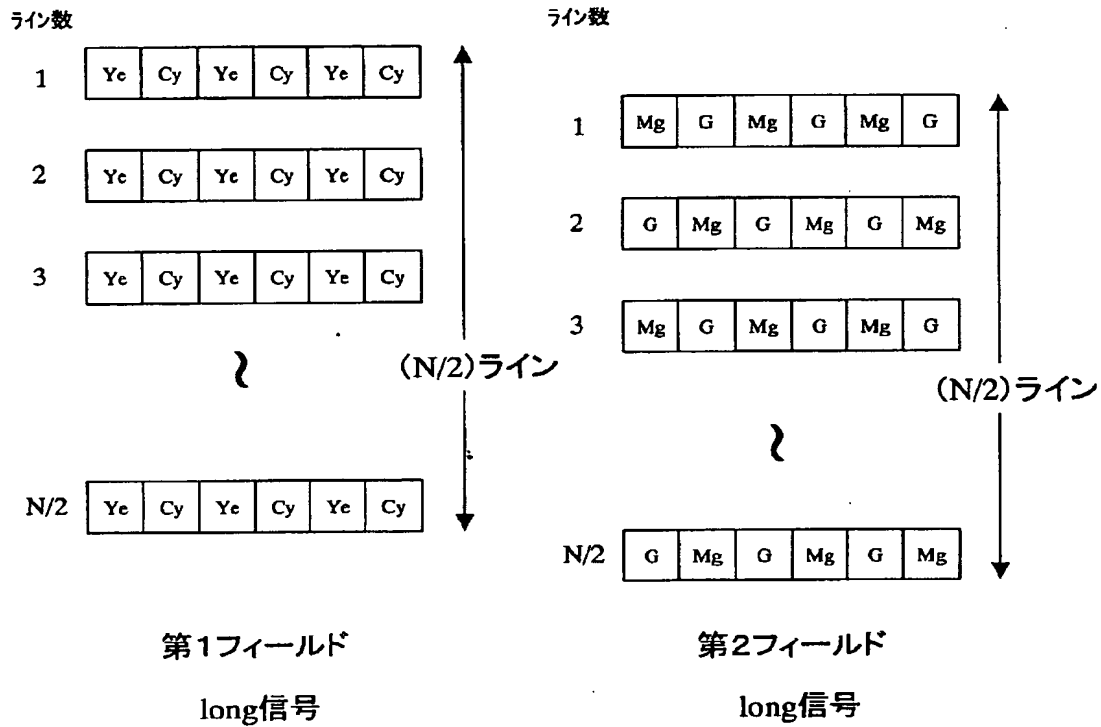 ライン数
1 Ye Cy Ye Cy Ye Cy
2 Ye Cy Ye Cy Ye Cy
3 Ye Cy Ye Cy Ye Cy
(N/2)ライン
N/2 Ye Cy Ye Cy Ye Cy
第1フィールド
long信号
ライン数
1 Mg G Mg G Mg G
2 G Mg G Mg G Mg
3 Mg G Mg G Mg G
(N/2)ライン
N/2 G Mg G Mg G Mg
第2フィールド
long信号